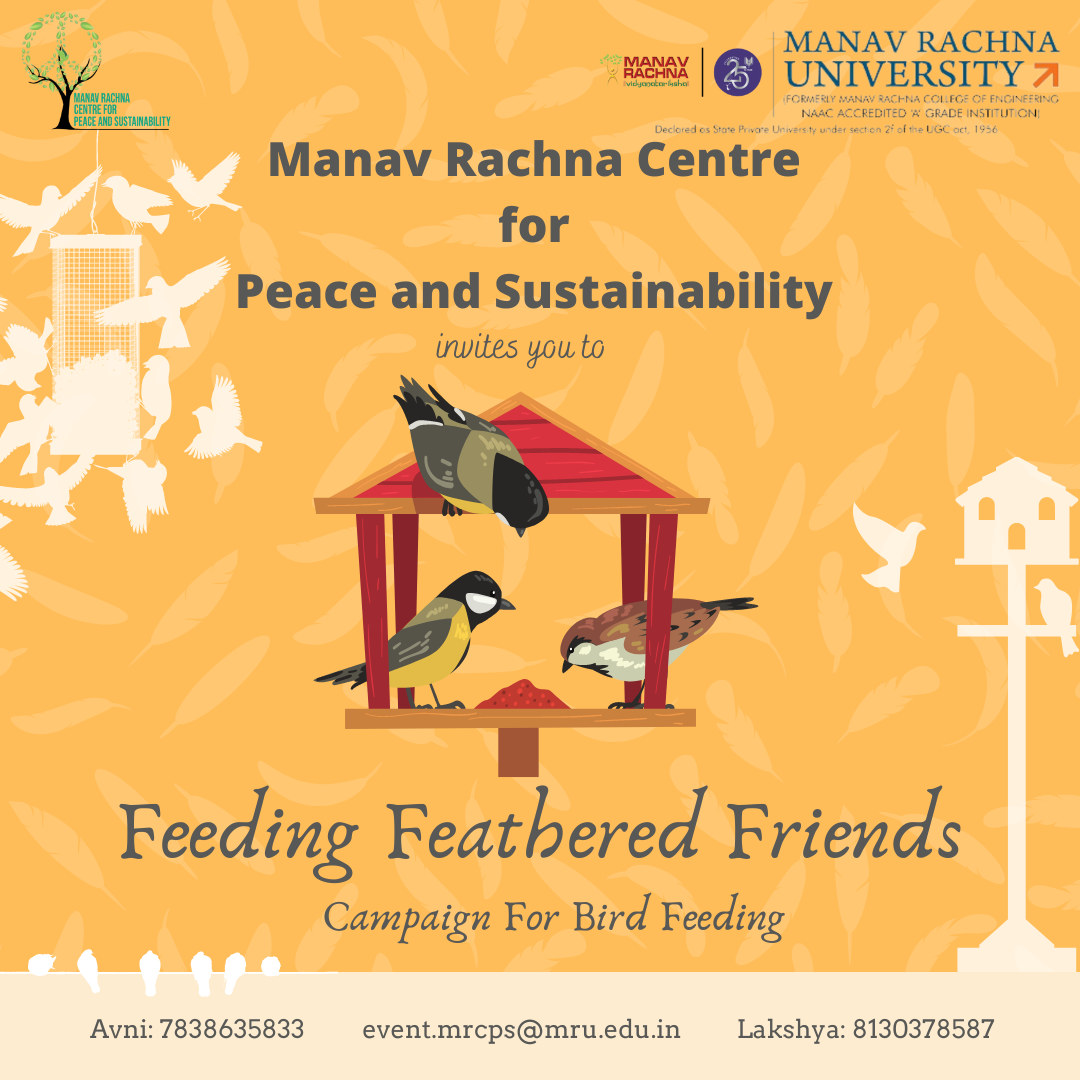 MANAV RACHNA
CENTRE FOR
PEACE AND SUSTAINABILITY
MANAV
RACHNA
vidyanatariksha
25
MANAV RACHNA
UNIVERSITY
(FORMERLY MANAV RACHNA COLLEGE OF ENGINEERING
NAAC ACCREDITED 'A' GRADE INSTITUTION)
Declared as State Private University under section 2f of the UGC act, 1956
Manav Rachna Centre
for
Peace and Sustainability
invites you to
Feeding Feathered Friends
Campaign For Bird Feeding
Avni: 7838635833
event.mrcps@mru.edu.in
Lakshya: 8130378587